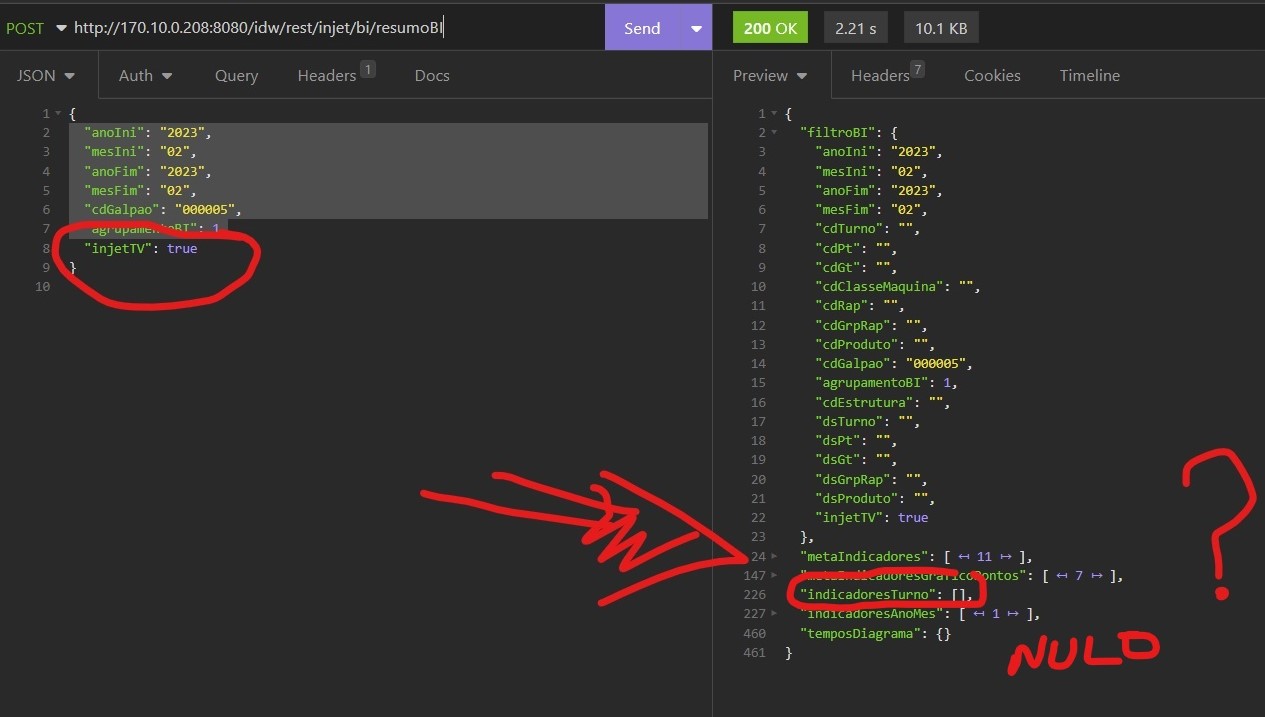 POST http://170.10.0.208:8080/idw/rest/injet/bi/resumoBI Send 200 OK 2.21 s 10.1 KB
JSON Auth Query Headers 1 Docs
Preview Headers 7 Cookies Timeline
1 {
2 "anoIni": "2023",
3 "mesIni": "02",
4 "anoFim": "2023",
5 "mesFim": "02",
6 "cdGalpao": "000005",
7 "agrupamentoBI": 1
8 "injetTV": true
9 }
10
1 {
2 "filtroBI": {
3 "anoIni": "2023",
4 "mesIni": "02",
5 "anoFim": "2023",
6 "mesFim": "02",
7 "cdTurno": "",
8 "cdPt": "",
9 "cdGt": "",
10 "cdClasseMaquina": "",
11 "cdRap": "",
12 "cdGrpRap": "",
13 "cdProduto": "",
14 "cdGalpao": "000005",
15 "agrupamentoBI": 1,
16 "cdEstrutura": "",
17 "dsTurno": "",
18 "dsPt": "",
19 "dsGt": "",
20 "dsGrpRap": "",
21 "dsProduto": "",
22 "injetTV": true
23 },
24 "metaIndicadores": [ ↤ 11 ↦ ],
147 "metaIndicadoresGraficoPontos": [ ↤ 7 ↦ ],
226 "indicadoresTurno": [],
227 "indicadoresAnoMes": [ ↤ 1 ↦ ],
460 "temposDiagrama": {}
461 }
?
NULO